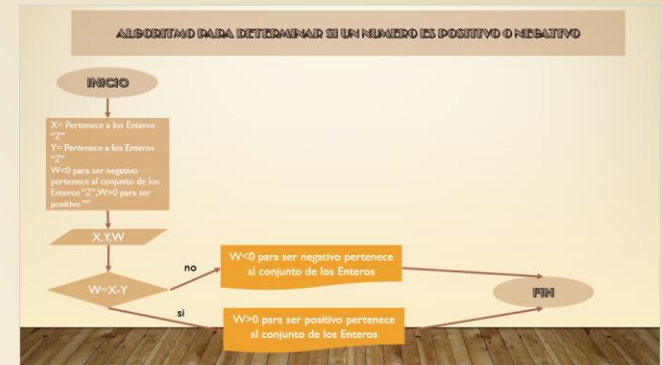 ALGORITMO PARA DETERMINAR SI UN NUMERO ES POSITIVO O NEGATIVO
INICIO
X= Pertenece a los Enteros
"Z"
Y= Pertenece a los Enteros
"Z"
W<0 para ser negativo
pertenece al conjunto de los
Enteros "Z",W>0 para ser
positivo ""
X,Y,W
W=X-Y
no
W<0 para ser negativo pertenece
al conjunto de los Enteros
si
W>0 para ser positivo pertenece
al conjunto de los Enteros
FIN